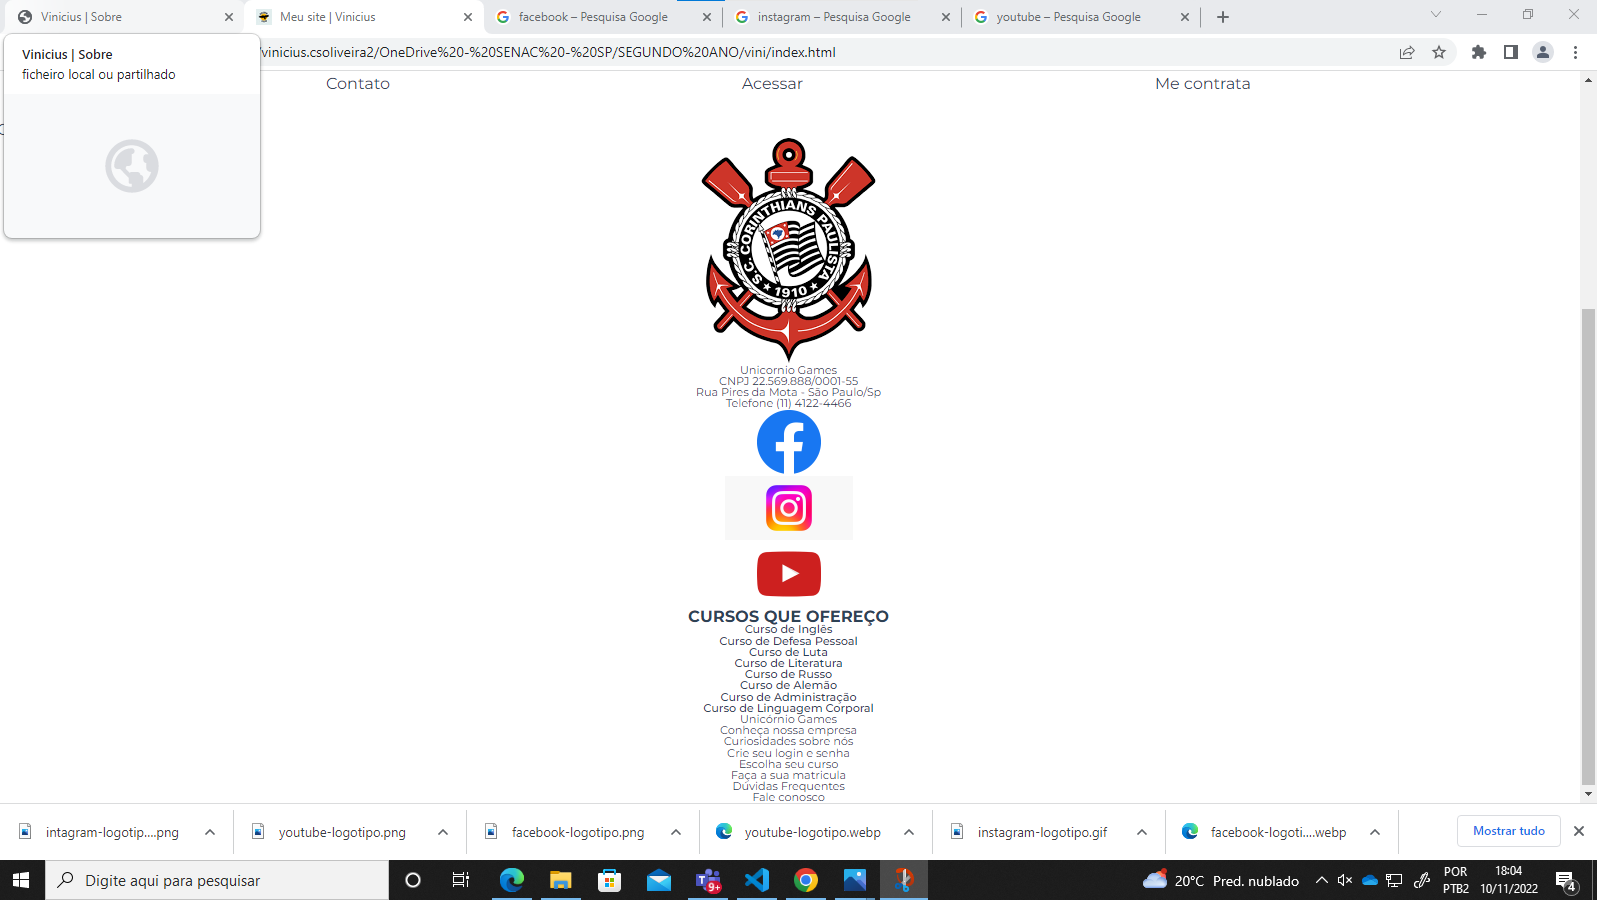 Vinicius | Sobre
Meu site | Vinicius
facebook – Pesquisa Google
instagram – Pesquisa Google
youtube – Pesquisa Google
Vinicius | Sobre
ficheiro local ou partilhado
/vinicius.csoliveira2/OneDrive%20-%20SENAC%20-%20SP/SEGUNDO%20ANO/vini/index.html
Contato
Acessar
Me contrata
S.C. CORINTHIANS PAULISTA
1910
Unicornio Games
CNPJ 22.569.888/0001-55
Rua Pires da Mota - São Paulo/Sp
Telefone (11) 4122-4466
CURSOS QUE OFEREÇO
Curso de Inglês
Curso de Defesa Pessoal
Curso de Luta
Curso de Literatura
Curso de Russo
Curso de Alemão
Curso de Administração
Curso de Linguagem Corporal
Unicórnio Games
Conheça nossa empresa
Curiosidades sobre nós
Crie seu login e senha
Escolha seu curso
Faça a sua matricula
Dúvidas Frequentes
Fale conosco
intagram-logotip....png
youtube-logotipo.png
facebook-logotipo.png
youtube-logotipo.webp
instagram-logotipo.gif
facebook-logoti....webp
Mostrar tudo
Digite aqui para pesquisar
9+
20°C Pred. nublado
POR
PTB2
18:04
10/11/2022
4